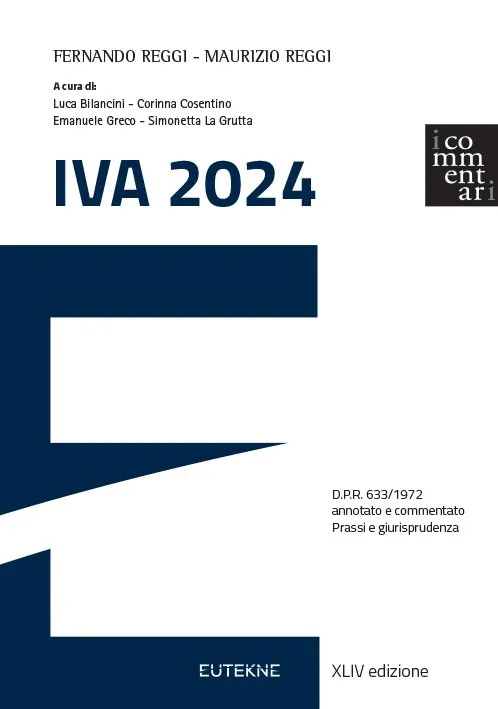 FERNANDO REGGI - MAURIZIO REGGI
A cura di:
Luca Bilancini - Corinna Cosentino
Emanuele Greco - Simonetta La Grutta
IVA 2024
i co
mm
ent
ar i
D.P.R. 633/1972
annotato e commentato
Prassi e giurisprudenza
EUTEKNE
XLIV edizione